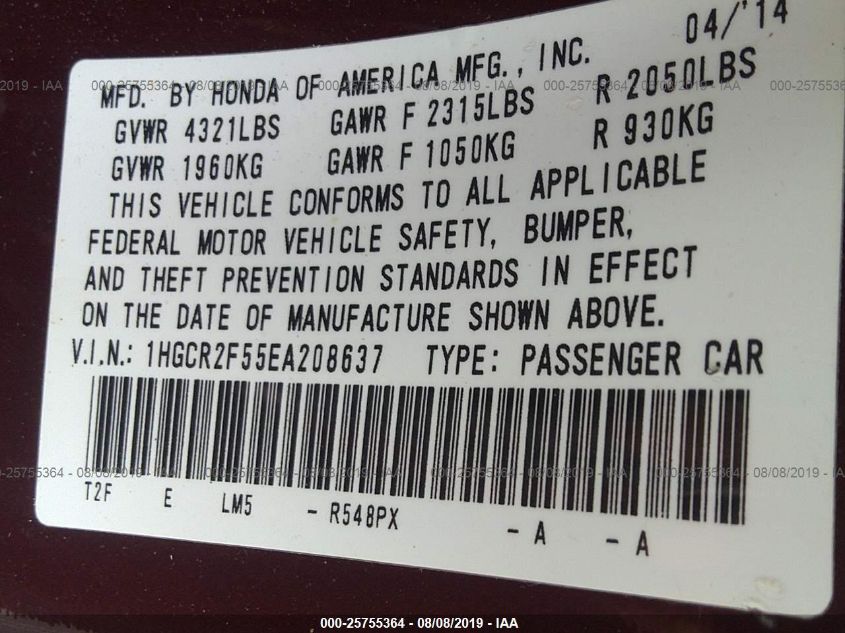 04/'14
MFD. BY HONDA OF AMERICA MFG., INC.
GVWR 4321LBS GAWR F 2315LBS R 2050LBS
GVWR 1960KG GAWR F 1050KG R 930KG
THIS VEHICLE CONFORMS TO ALL APPLICABLE
FEDERAL MOTOR VEHICLE SAFETY, BUMPER,
AND THEFT PREVENTION STANDARDS IN EFFECT
ON THE DATE OF MANUFACTURE SHOWN ABOVE.
V.I.N.: 1HGCR2F55EA208637 TYPE: PASSENGER CAR
T2F E LM5 - R548PX - A - A
000-25755364 - 08/08/2019 - IAA